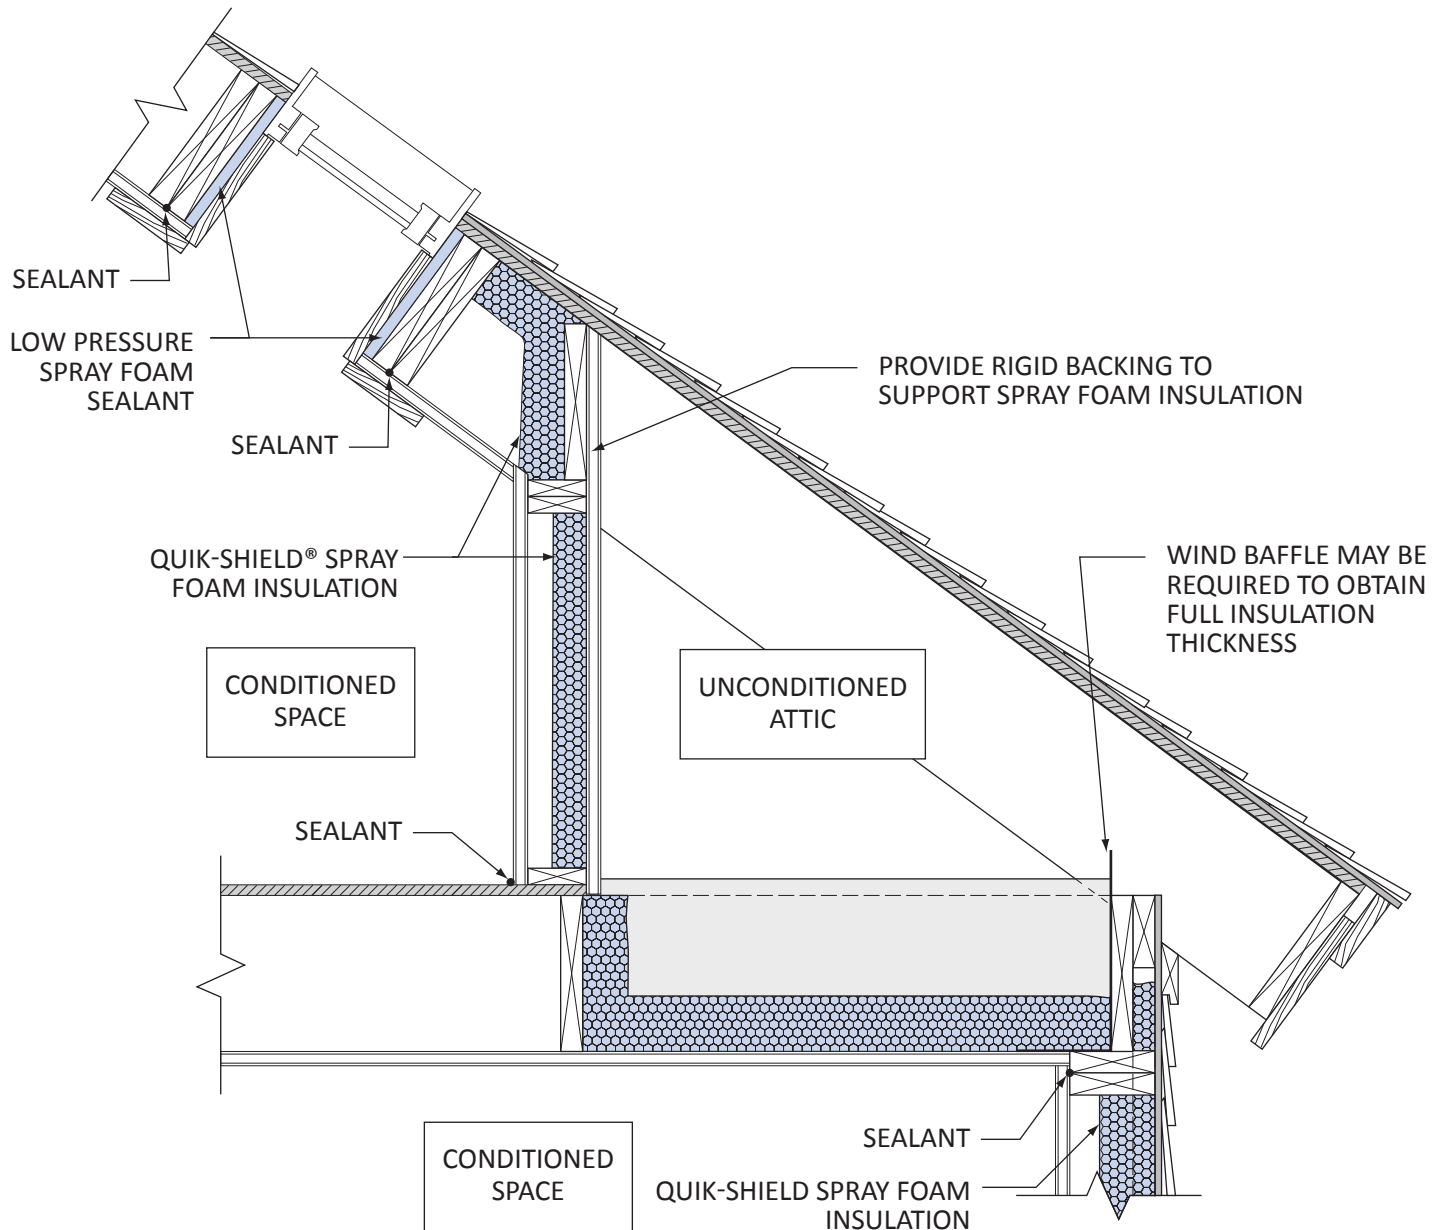 SEALANT
LOW PRESSURE
SPRAY FOAM
SEALANT
SEALANT
PROVIDE RIGID BACKING TO
SUPPORT SPRAY FOAM INSULATION
QUIK-SHIELD® SPRAY
FOAM INSULATION
WIND BAFFLE MAY BE
REQUIRED TO OBTAIN
FULL INSULATION
THICKNESS
CONDITIONED
SPACE
UNCONDITIONED
ATTIC
SEALANT
SEALANT
CONDITIONED
SPACE
QUIK-SHIELD SPRAY FOAM
INSULATION